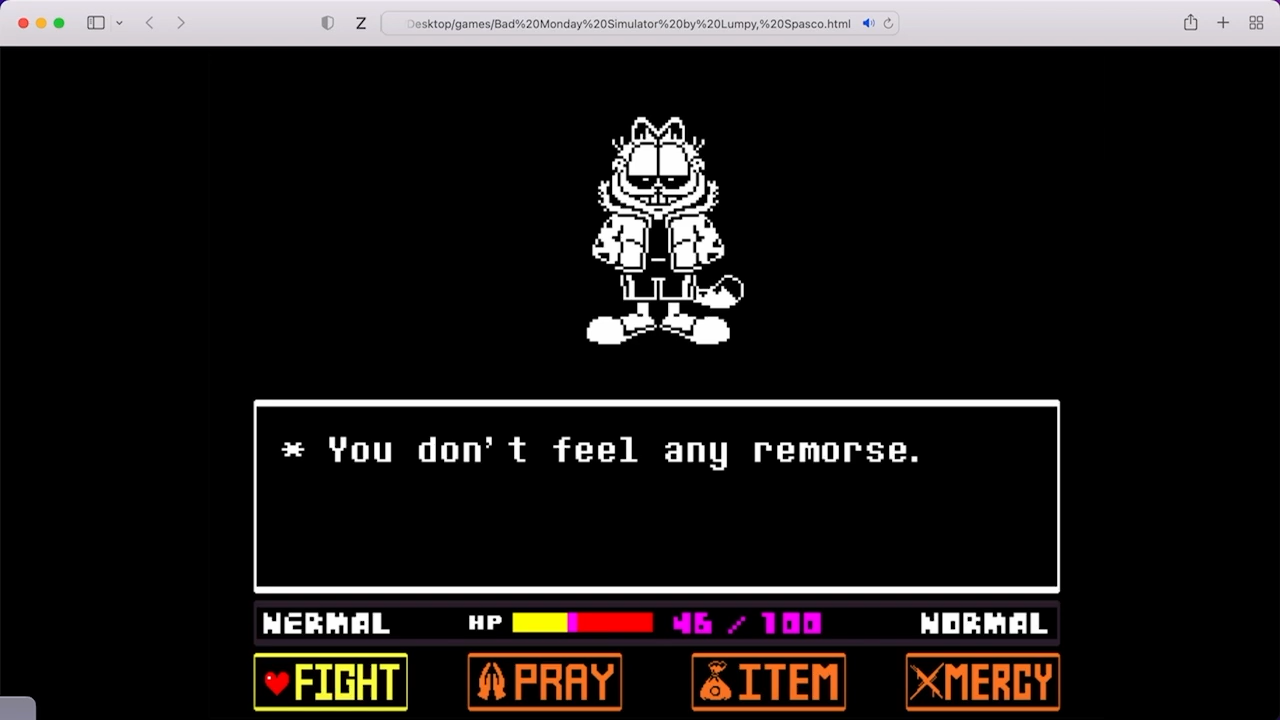 Z
Desktop/games/Bad%20Monday%20Simulator%20by%20Lumpy,%20Spasco.html
* You don't feel any remorse.
NERMAL HP 46 / 100 NORMAL
FIGHT PRAY ITEM MERCY